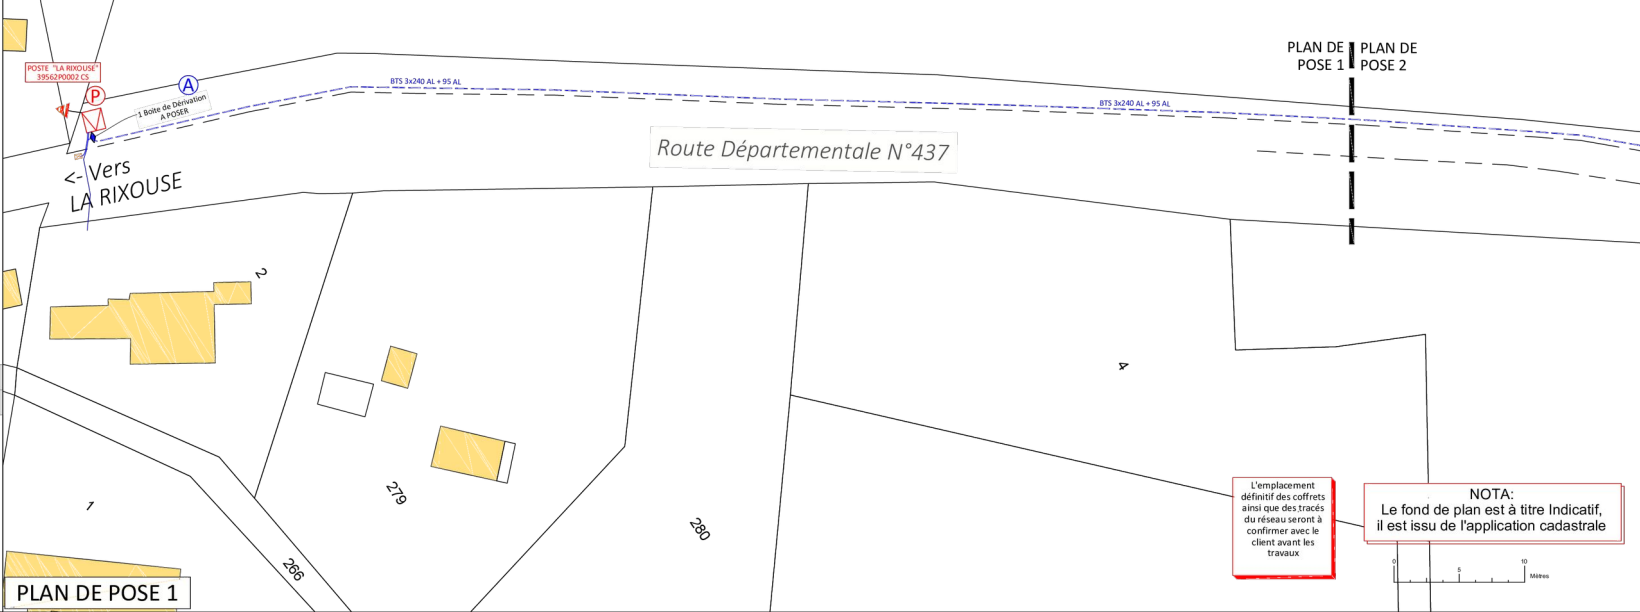 PLAN DE
POSE 1
PLAN DE
POSE 2
POSTE "LA RIXOUSE"
39562P0002 CS
P
A
1 Boite de Dérivation
A POSER
BTS 3x240 AL + 95 AL
BTS 3x240 AL + 95 AL
Route Départementale N°437
<- Vers
LA RIXOUSE
2
4
279
1
280
266
L'emplacement
définitif des coffrets
ainsi que des tracés
du réseau seront à
confirmer avec le
client avant les
travaux
NOTA:
Le fond de plan est à titre Indicatif,
il est issu de l'application cadastrale
0
5
10
Mètres
PLAN DE POSE 1